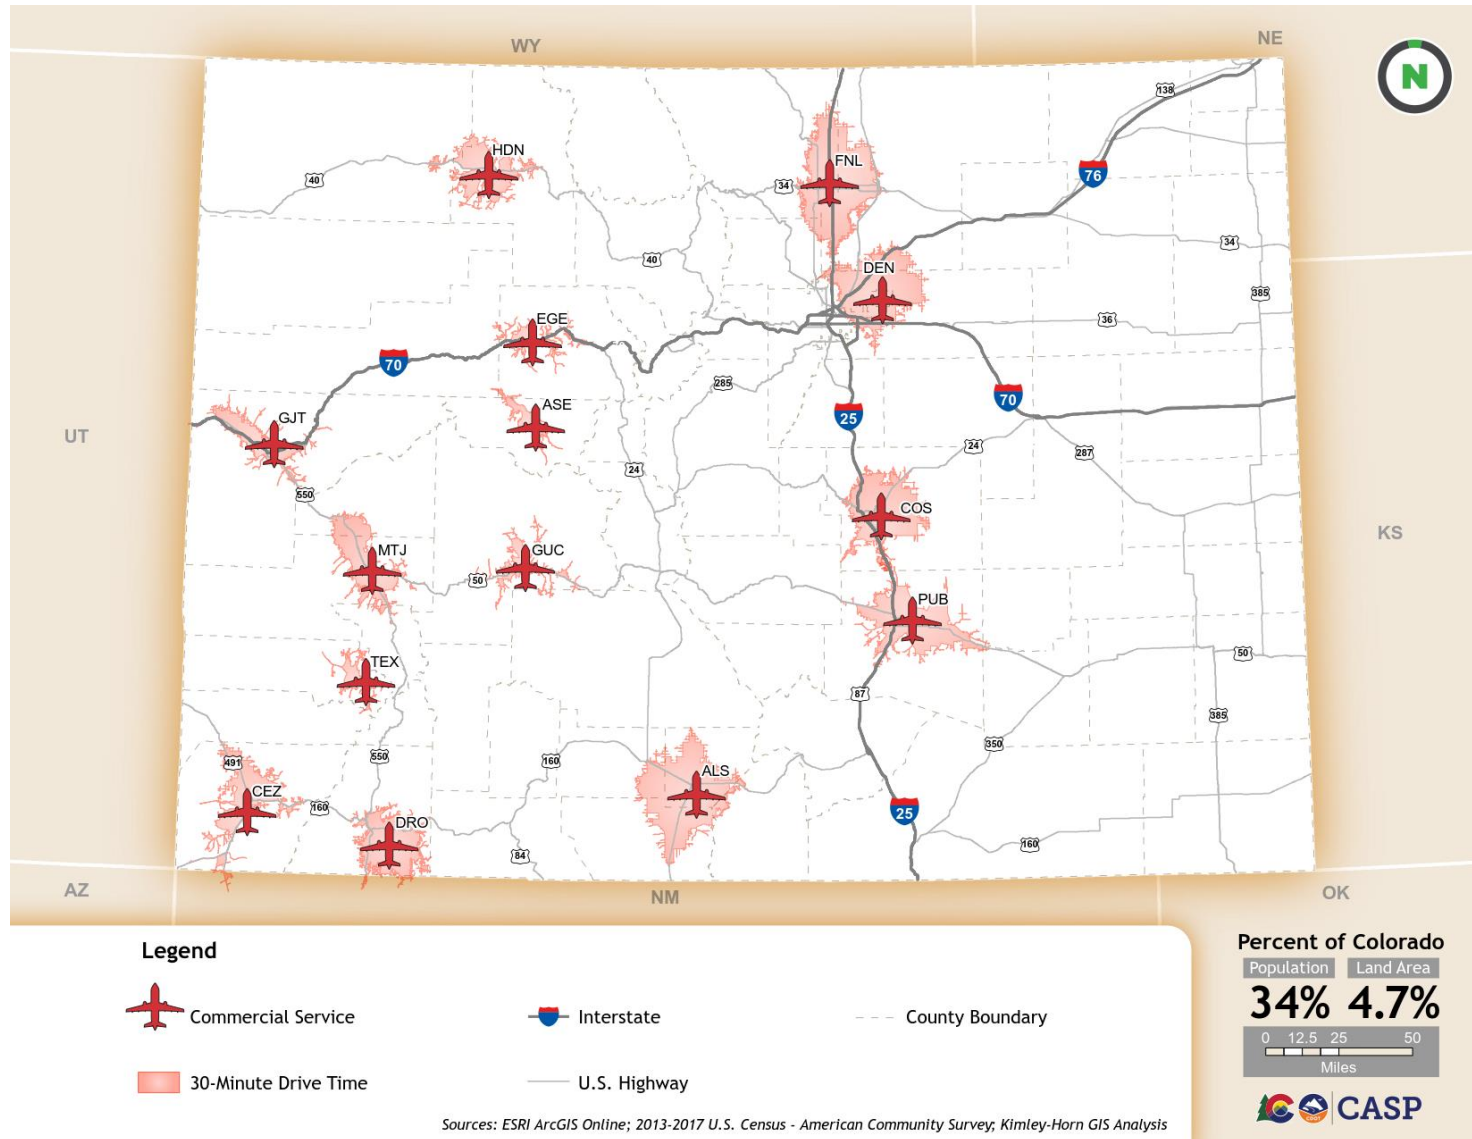 WY
NE
N
138
HDN
FNL
76
40
34
34
40
DEN
385
EGE
36
70
285
ASE
70
GJT
25
UT
24
24
287
550
COS
KS
MTJ
GUC
50
PUB
50
TEX
87
385
350
550
160
491
ALS
CEZ
160
25
DRO
84
160
AZ
NM
OK
Legend
Commercial Service
Interstate
County Boundary
30-Minute Drive Time
U.S. Highway
Sources: ESRI ArcGIS Online; 2013-2017 U.S. Census - American Community Survey; Kimley-Horn GIS Analysis
Percent of Colorado
Population Land Area
34% 4.7%
0 12.5 25 50
Miles
CASP